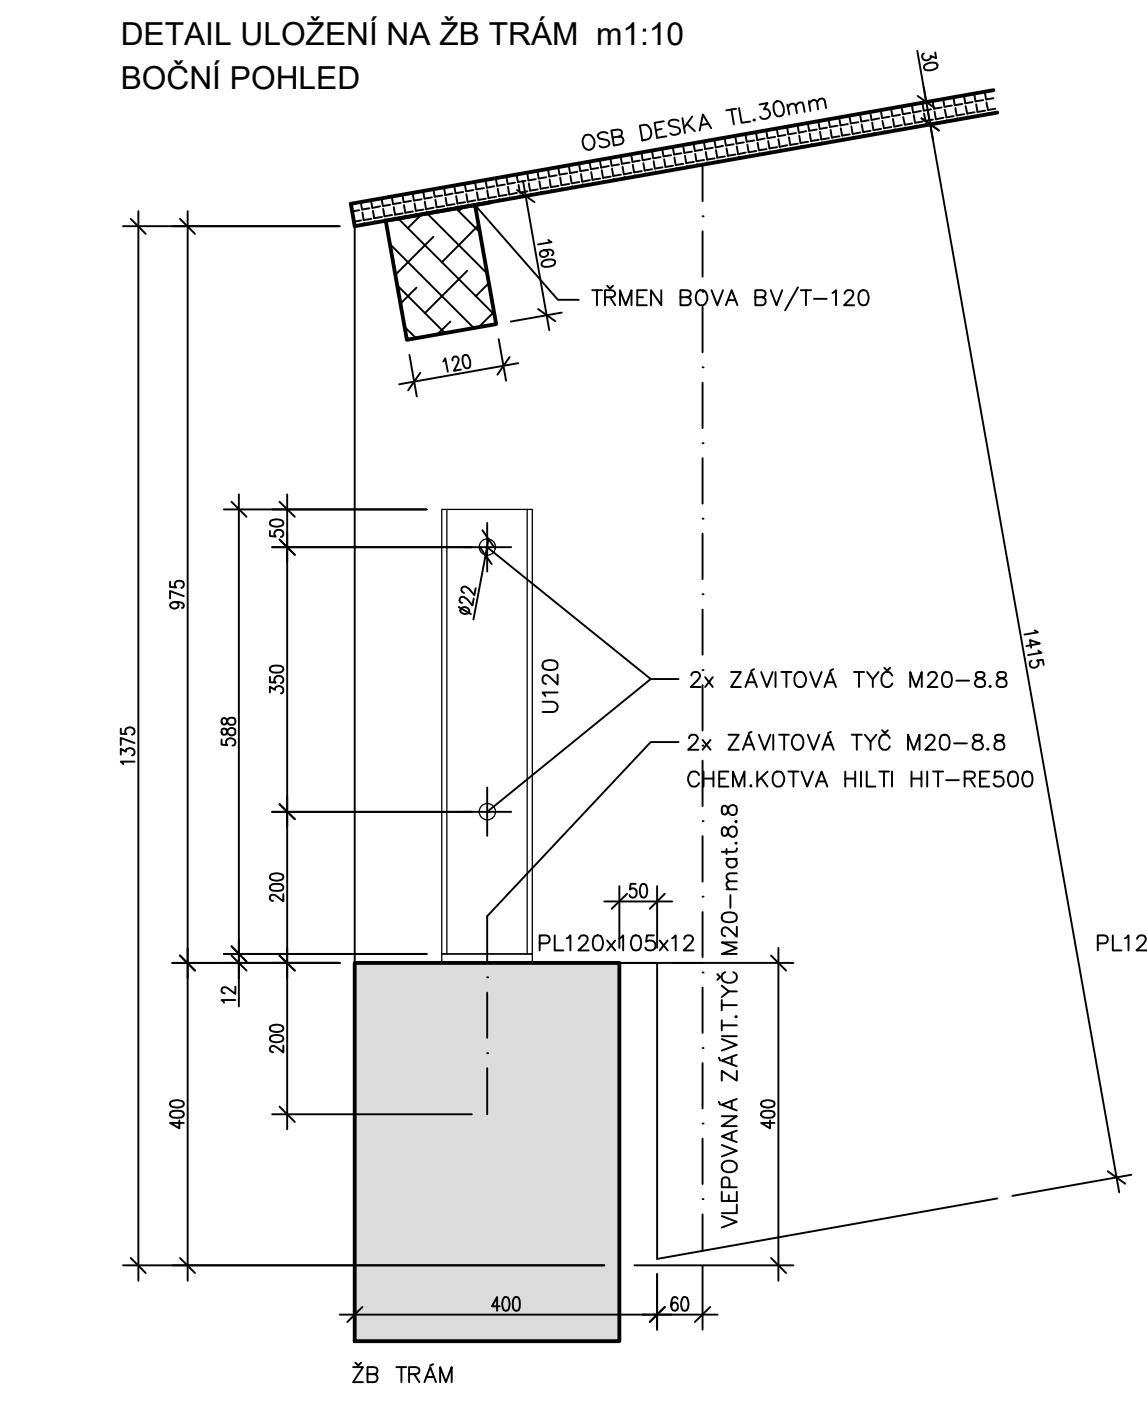 DETAIL ULOŽENÍ NA ŽB TRÁM m1:10
BOČNÍ POHLED
30
OSB DESKA TL.30mm
160
TŘMEN BOVA BV/T-120
120
50
ø22
975
350
U120
1415
588
1375
2x ZÁVITOVÁ TYČ M20-8.8
2x ZÁVITOVÁ TYČ M20-8.8
CHEM.KOTVA HILTI HIT-RE500
VLEPOVANÁ ZÁVIT.TYČ M20-mat.8.8
200
50
PL120x105x12
PL12
12
200
400
400
400
60
ŽB TRÁM